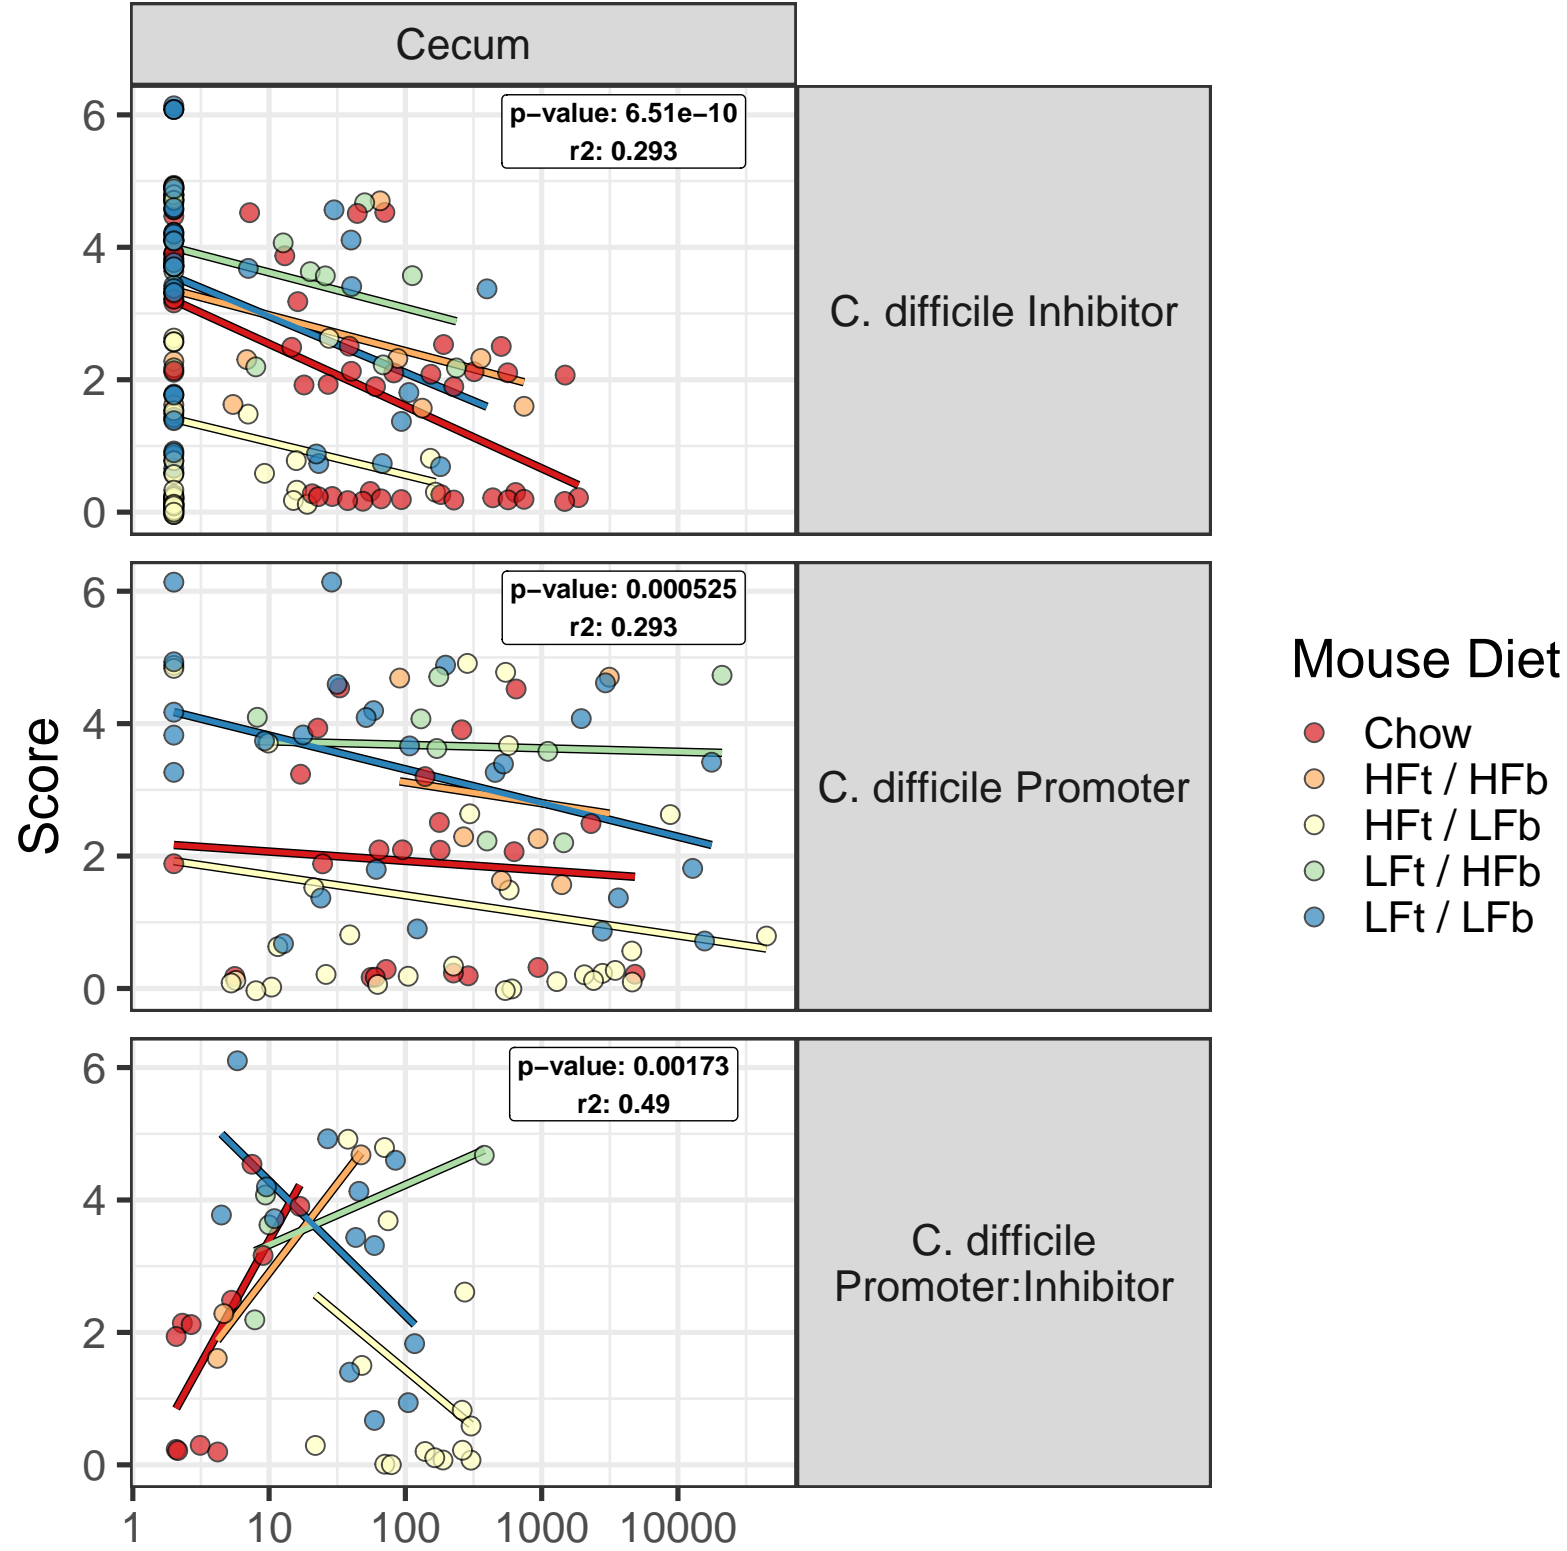 Cecum
6
4
2
0
p−value: 6.51e−10
r2: 0.293
C. difficile Inhibitor
6
4
2
0
p−value: 0.000525
r2: 0.293
C. difficile Promoter
Score
6
4
2
0
p−value: 0.00173
r2: 0.49
C. difficile
Promoter:Inhibitor
1 10 100 1000 10000
Mouse Diet
Chow
HFt / HFb
HFt / LFb
LFt / HFb
LFt / LFb